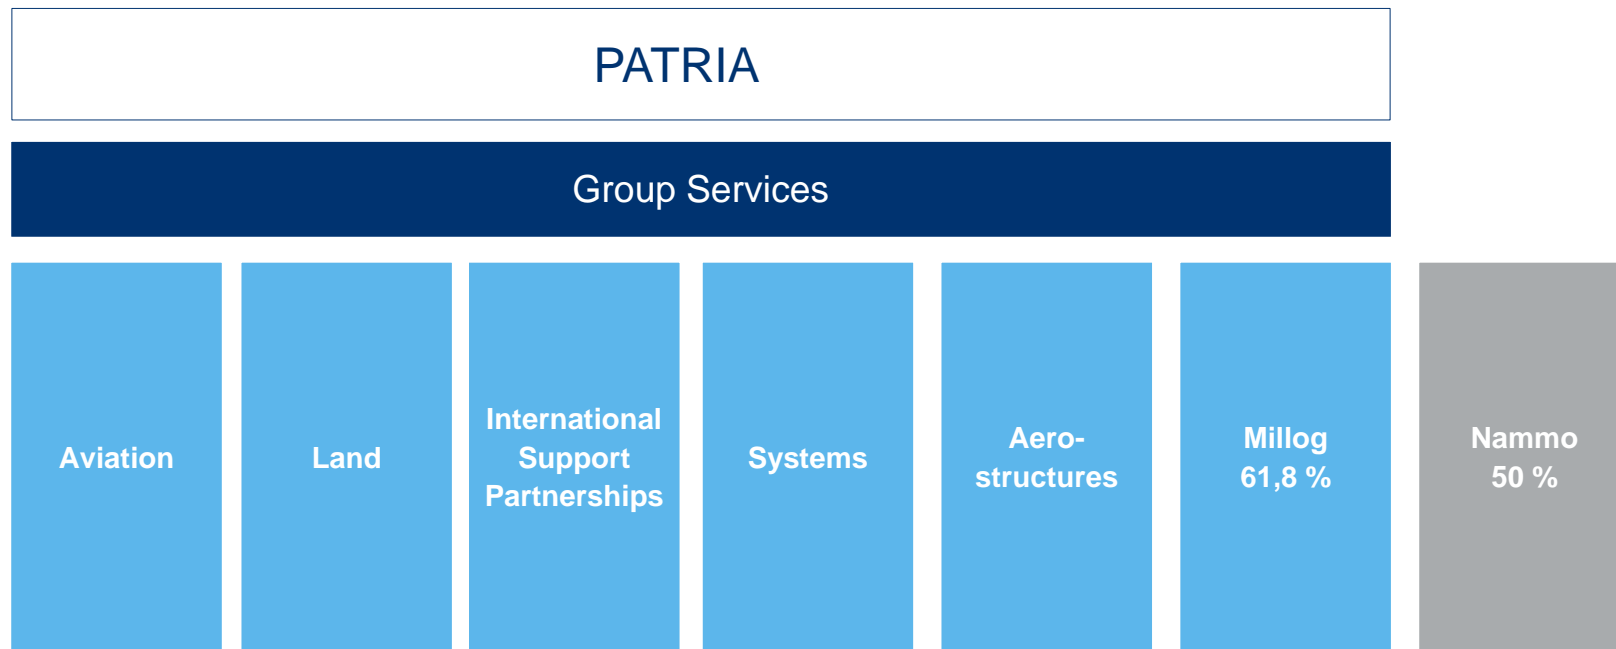 PATRIA
Group Services
Aviation
Land
International
Support
Partnerships
Systems
Aero-
structures
Millog
61,8 %
Nammo
50 %